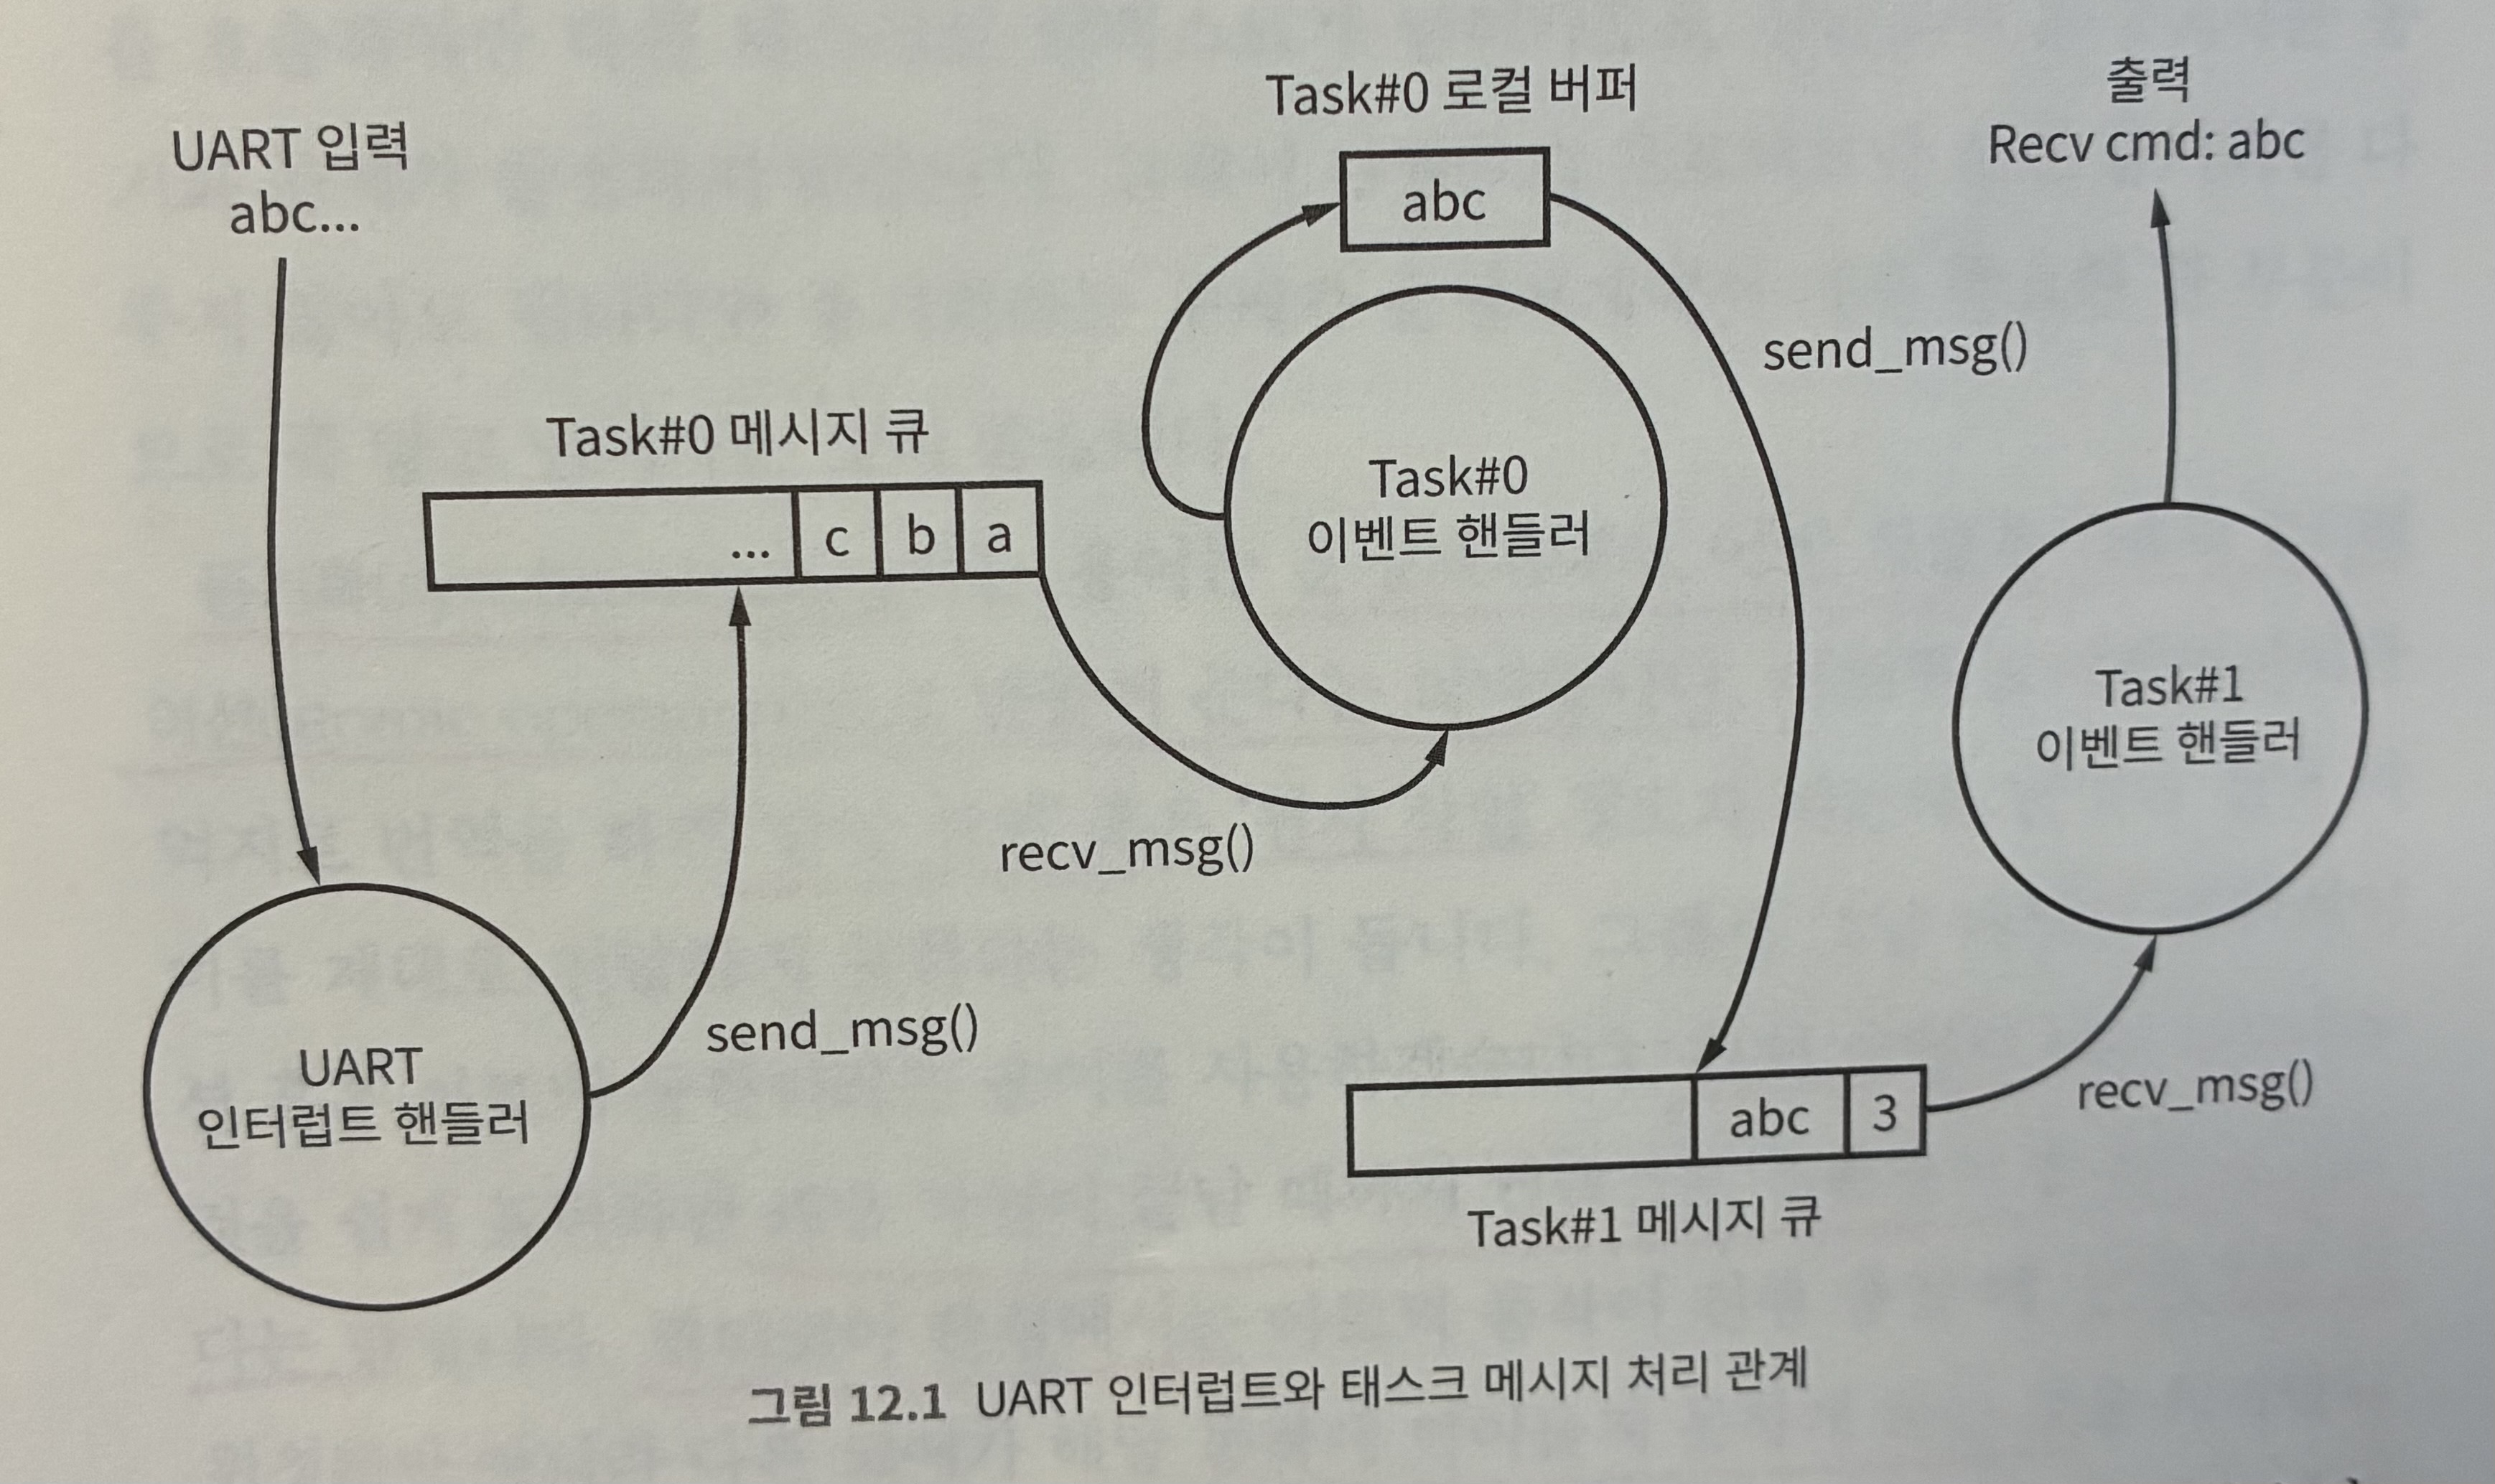 UART 입력
abc...
Task#0 메시지 큐
... c b a
UART
인터럽트 핸들러
send_msg()
recv_msg()
Task#0 로컬 버퍼
abc
Task#0
이벤트 핸들러
send_msg()
abc 3
Task#1 메시지 큐
recv_msg()
Task#1
이벤트 핸들러
출력
Recv cmd: abc
그림 12.1 UART 인터럽트와 태스크 메시지 처리 관계